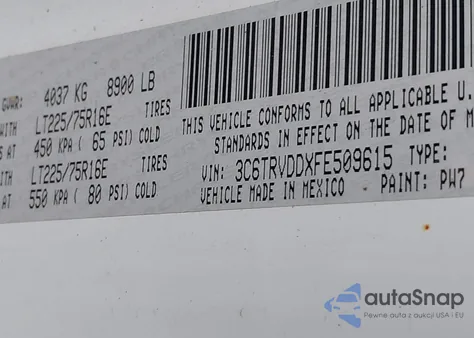 GVWR: 4037 KG 8900 LB
WITH LT225/75R16E TIRES
S AT 450 KPA ( 65 PSI) COLD
WITH LT225/75R16E TIRES
AT 550 KPA ( 80 PSI) COLD
THIS VEHICLE CONFORMS TO ALL APPLICABLE U.
STANDARDS IN EFFECT ON THE DATE OF M
VIN: 3C6TRVDDXFE509615 TYPE:
VEHICLE MADE IN MEXICO PAINT: PW7
autoSnap
Pewne auta z aukcji USA i EU